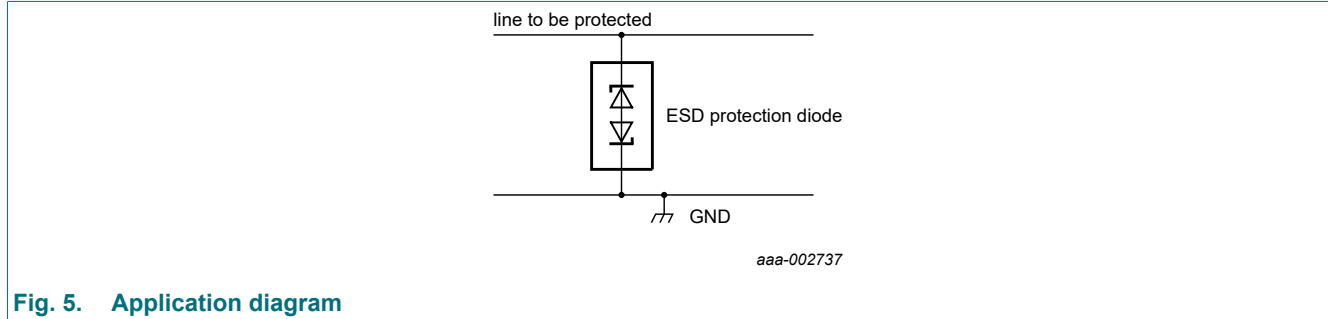 line to be protected
ESD protection diode
GND
aaa-002737
Fig. 5. Application diagram